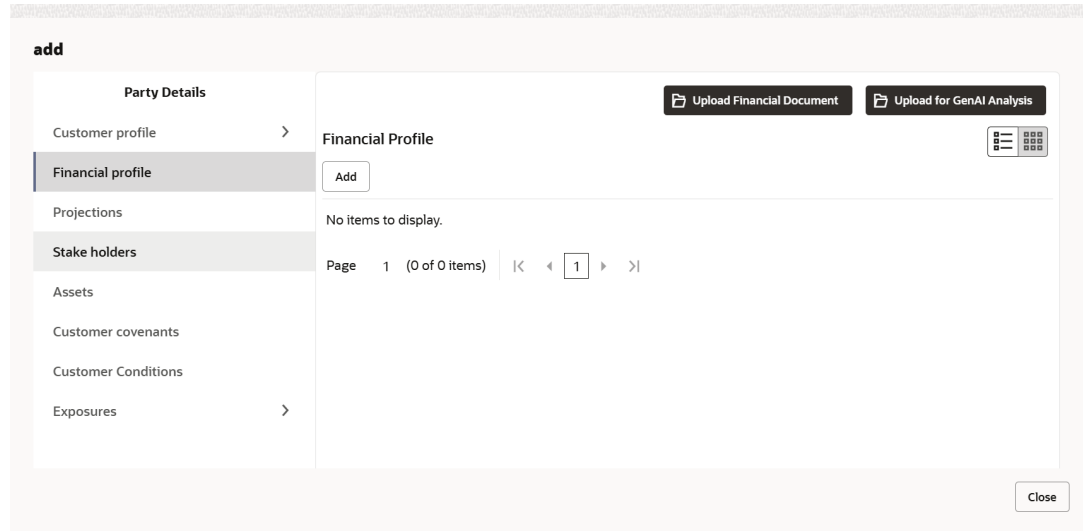 add
Party Details
Customer profile
Financial profile
Projections
Stake holders
Assets
Customer covenants
Customer Conditions
Exposures
Upload Financial Document
Upload for GenAI Analysis
Financial Profile
Add
No items to display.
Page 1 (0 of 0 items) 1
Close